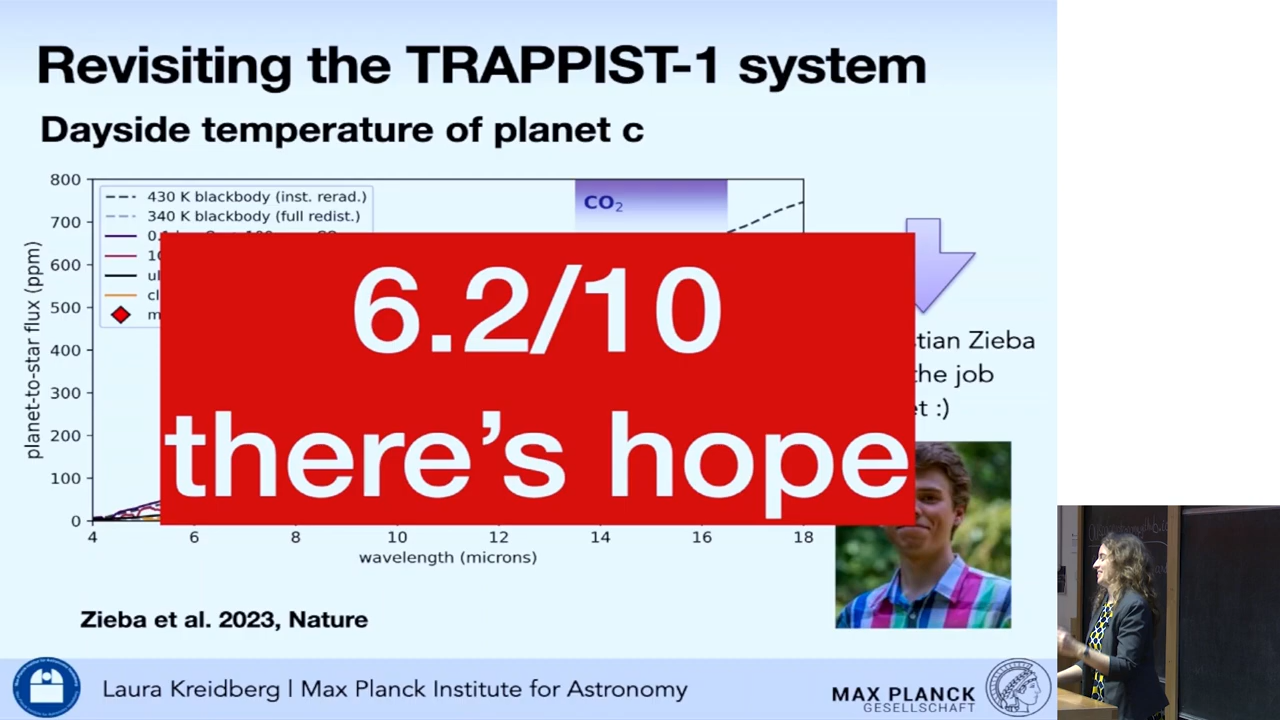 Revisiting the TRAPPIST-1 system
Dayside temperature of planet c
800
700
600
500
400
300
200
100
0
planet-to-star flux (ppm)
430 K blackbody (inst. rerad.)
340 K blackbody (full redist.)
CO₂
6.2/10
there's hope
4
6
8
10
12
14
16
18
wavelength (microns)
tian Zieba
the job
et :)
Zieba et al. 2023, Nature
Laura Kreidberg | Max Planck Institute for Astronomy
MAX PLANCK
GESELLSCHAFT